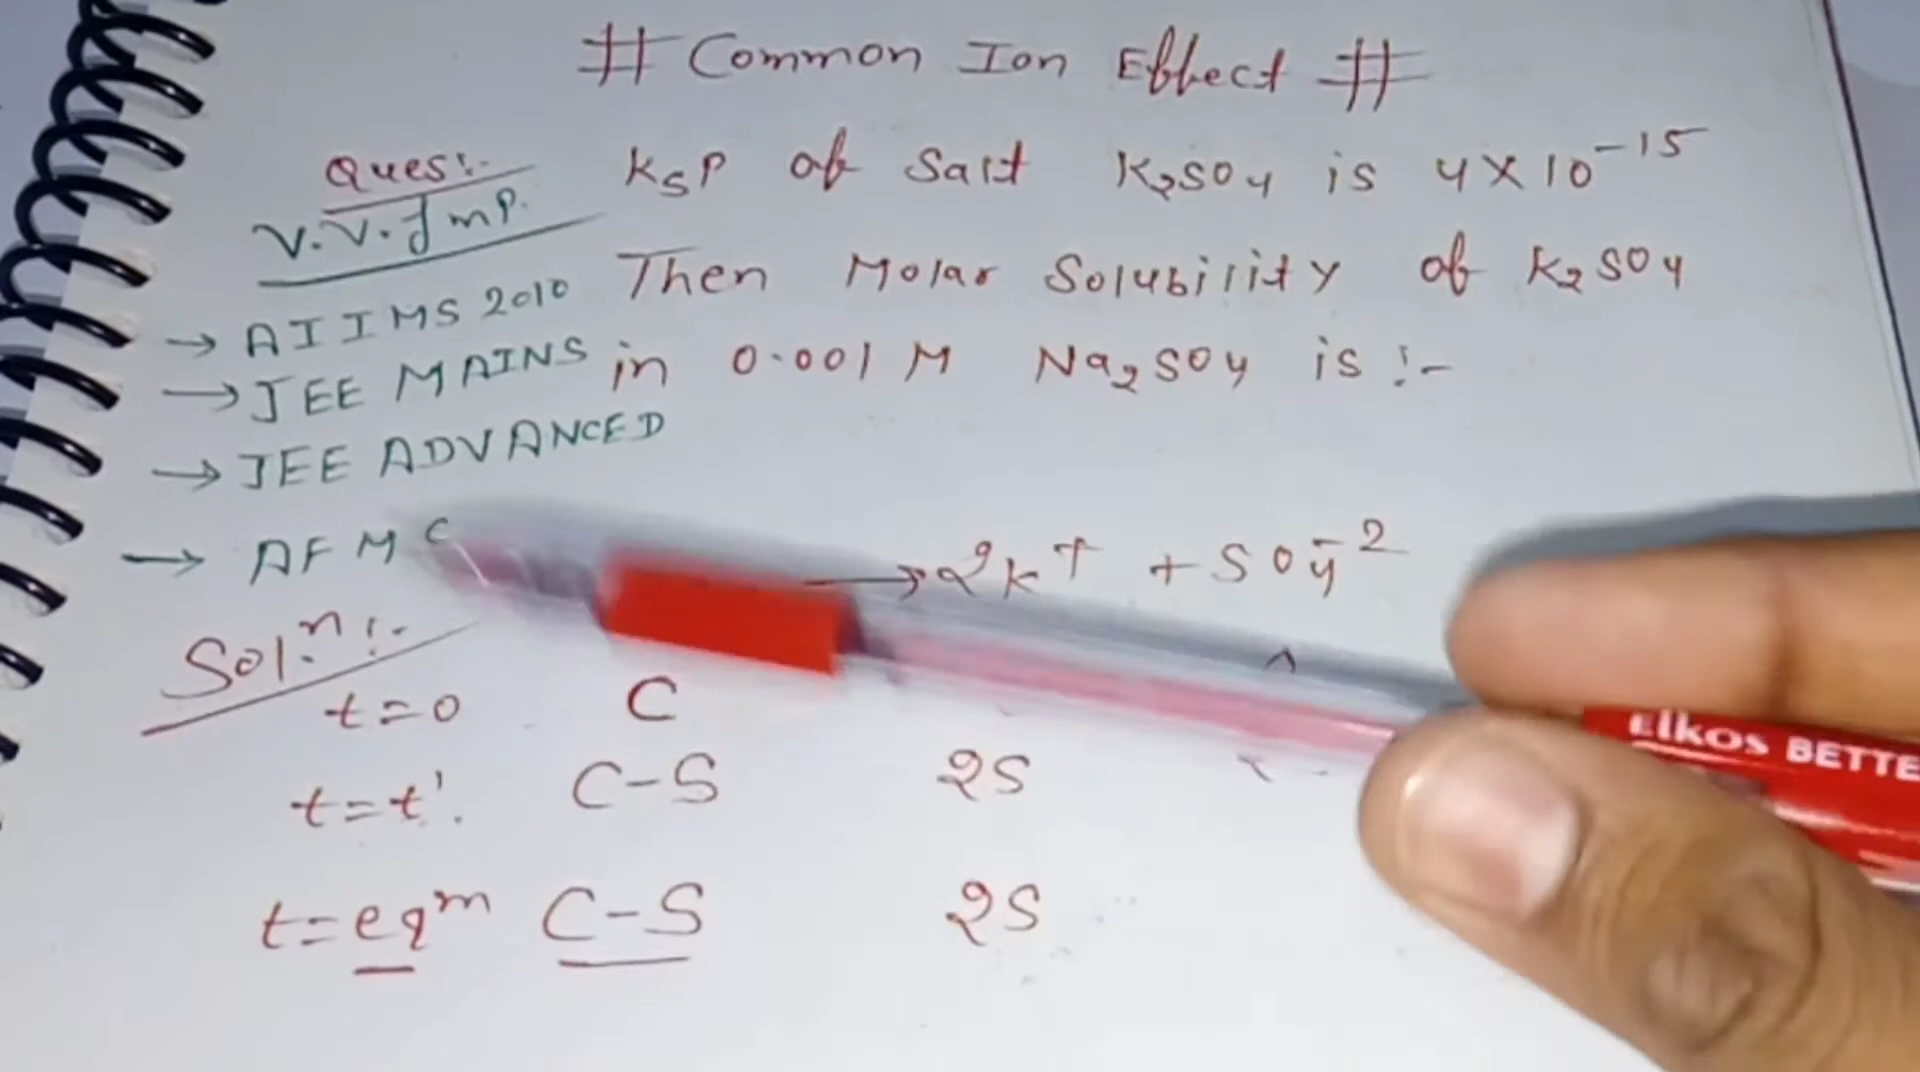 # Common Ion Effect #
Ques:- Ksp of Salt K₂SO₄ is 4×10⁻¹⁵
V.V.Imp.
Then Molar Solubility of K₂SO₄
→ AIIMS 2010
in 0.001 M Na₂SO₄ is :-
→ JEE MAINS
→ JEE ADVANCED
→ AFMC
→ 2K⁺ + SO₄⁻²
Solⁿ:-
t=0 C
t=t'. C-S 2S
t=eqᵐ C-S 2S
Elkos BETTE